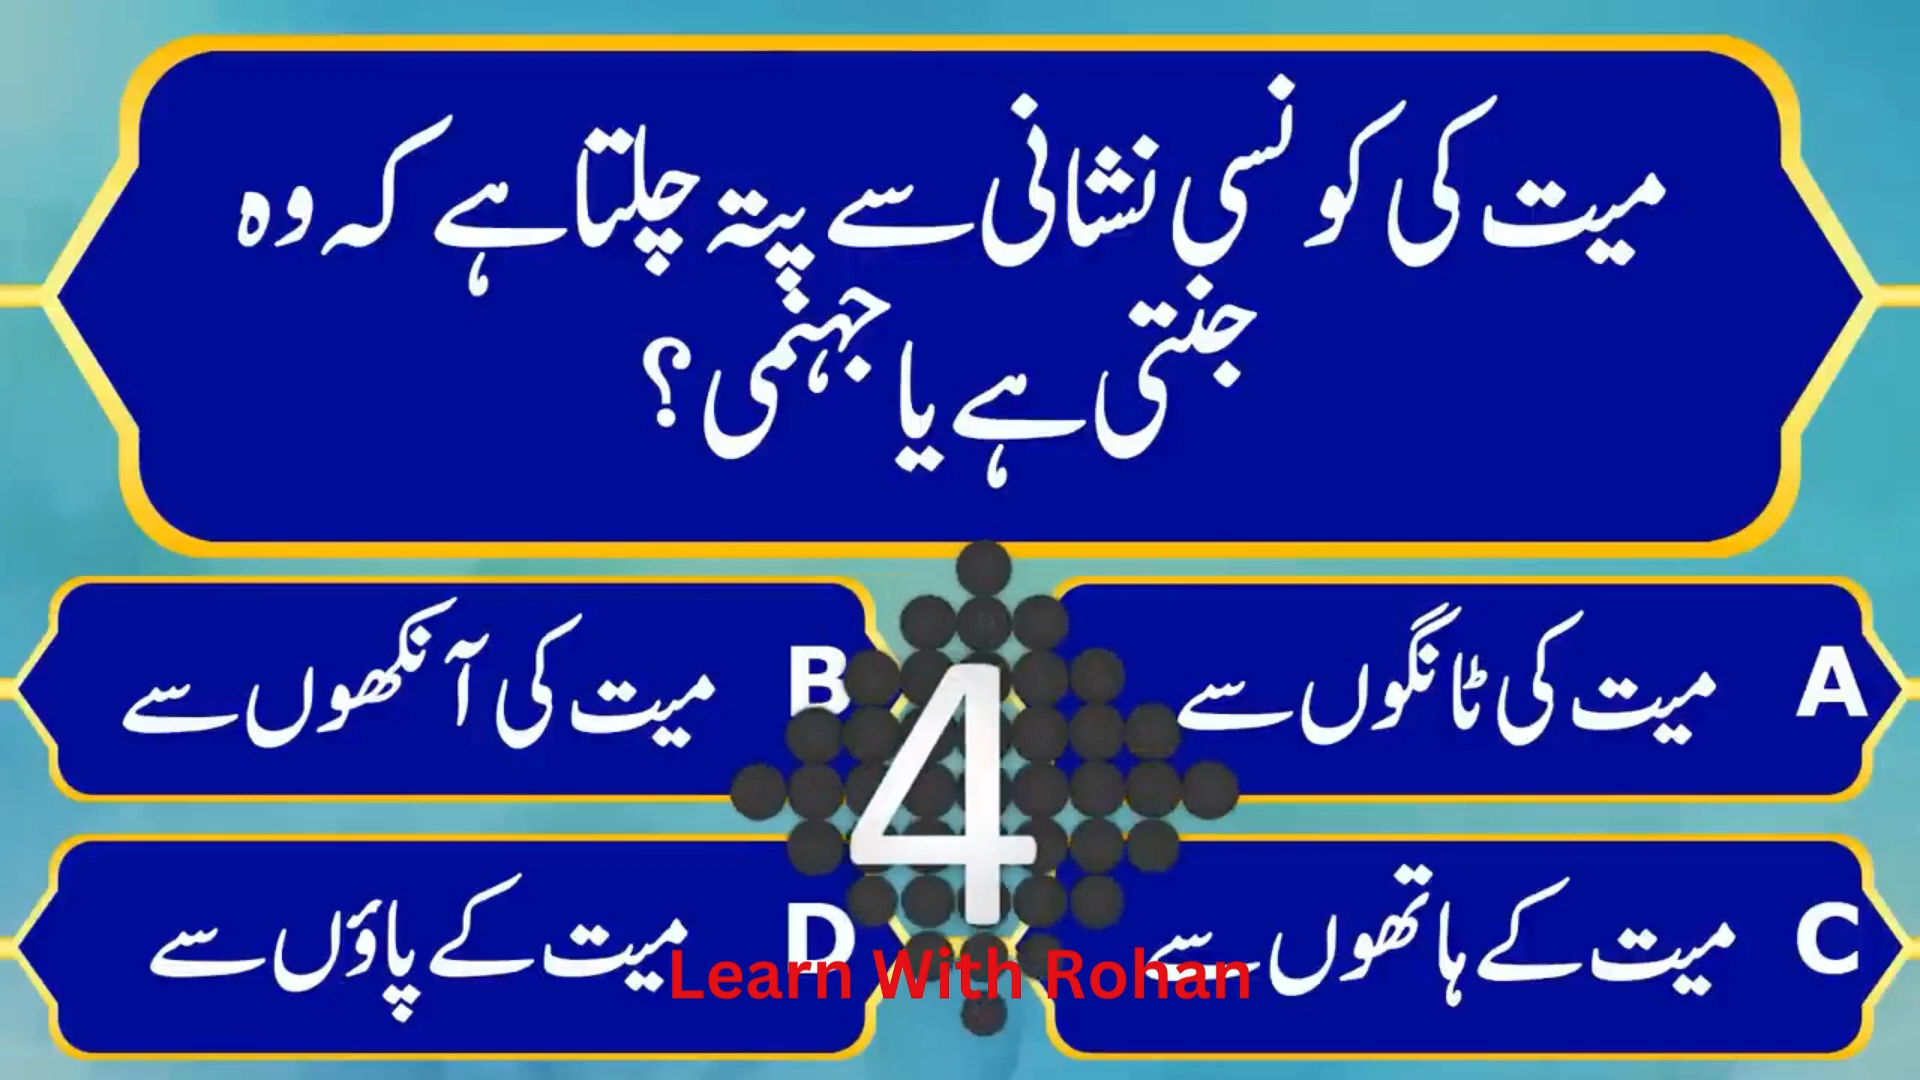 میت کی کونسی نشانی سے پتہ چلتا ہے کہ وہ
جنتی ہے یا جہنمی ؟
A میت کی ٹانگوں سے
B میت کی آنکھوں سے
4
C میت کے ہاتھوں سے
D میت کے پاؤں سے
Learn With Rohan